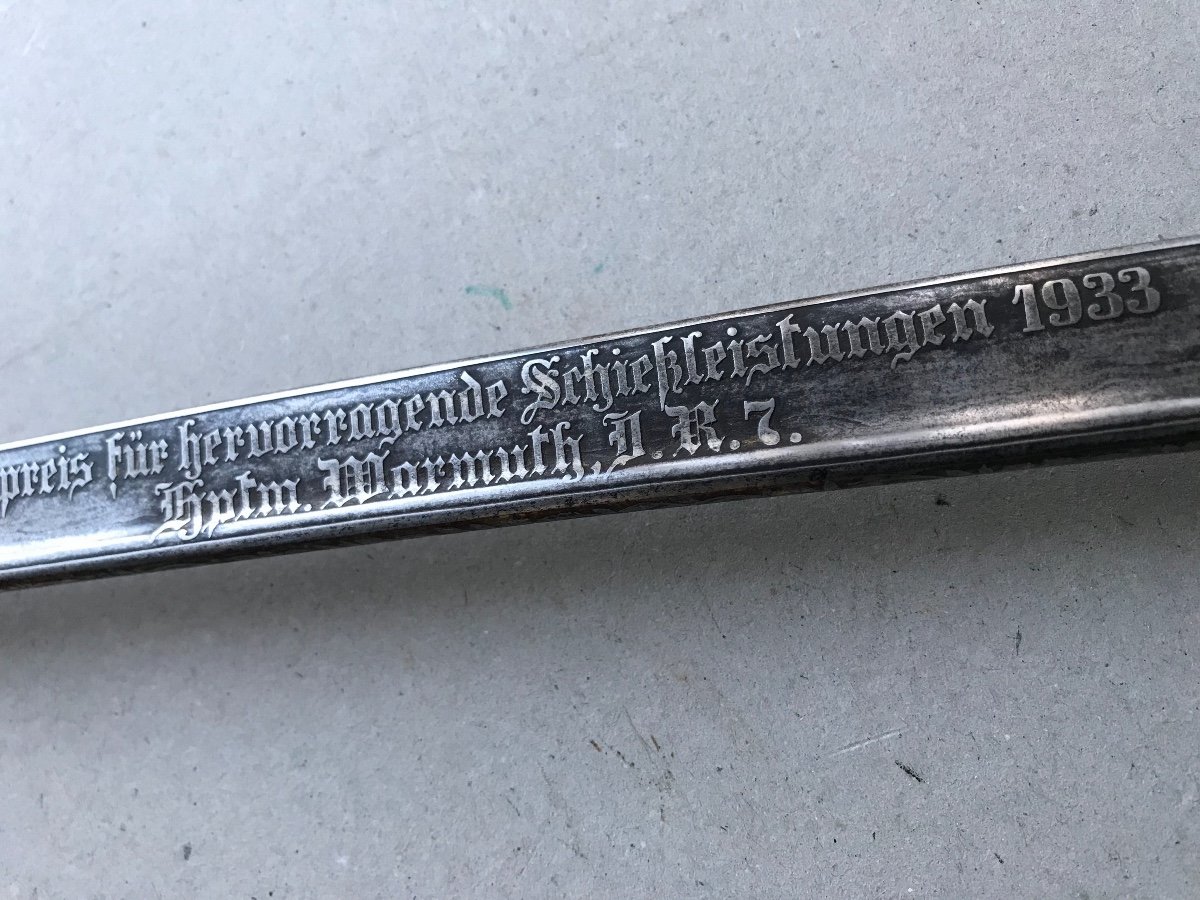 preis für hervorragende Schießleistungen 1933
Hptm. Warmuth, I. R. 7.